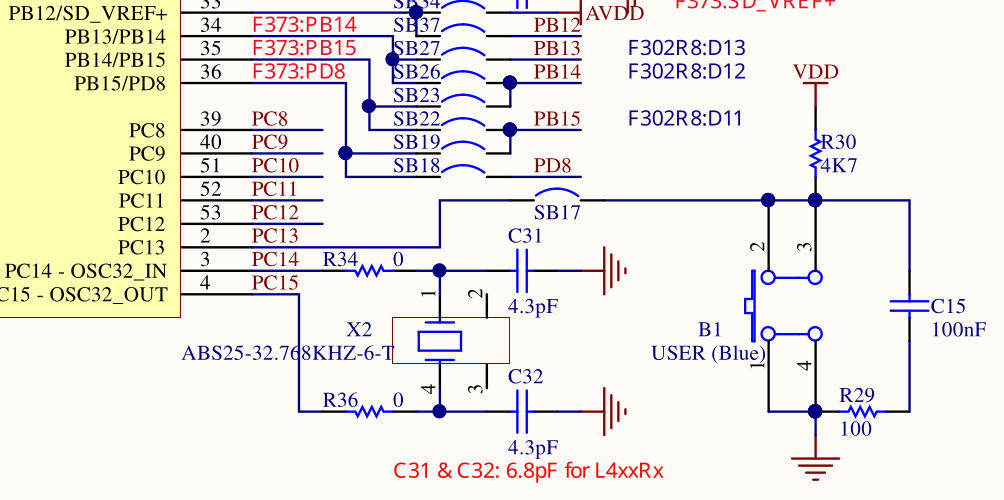 33 SB34 F373:SD_VREF+
PB12/SD_VREF+ AVDD
34 F373:PB14 SB37 PB12
PB13/PB14
35 F373:PB15 SB27 PB13 F302R8:D13
PB14/PB15
36 F373:PD8 SB26 PB14 F302R8:D12 VDD
PB15/PD8
SB23
39 PC8 SB22 PB15 F302R8:D11
PC8
40 PC9 SB19 R30
PC9
51 PC10 SB18 PD8 4K7
PC10
52 PC11
PC11
53 PC12 SB17
PC12
2 PC13 C31 2 3
PC13
3 PC14 R34 0
PC14 - OSC32_IN
4 PC15 1 2
C15 - OSC32_OUT 4.3pF C15
X2 B1 100nF
ABS25-32.768KHZ-6-T USER (Blue)
1 4
4 3 C32
R36 0 R29
100
4.3pF
C31 & C32: 6.8pF for L4xxRx